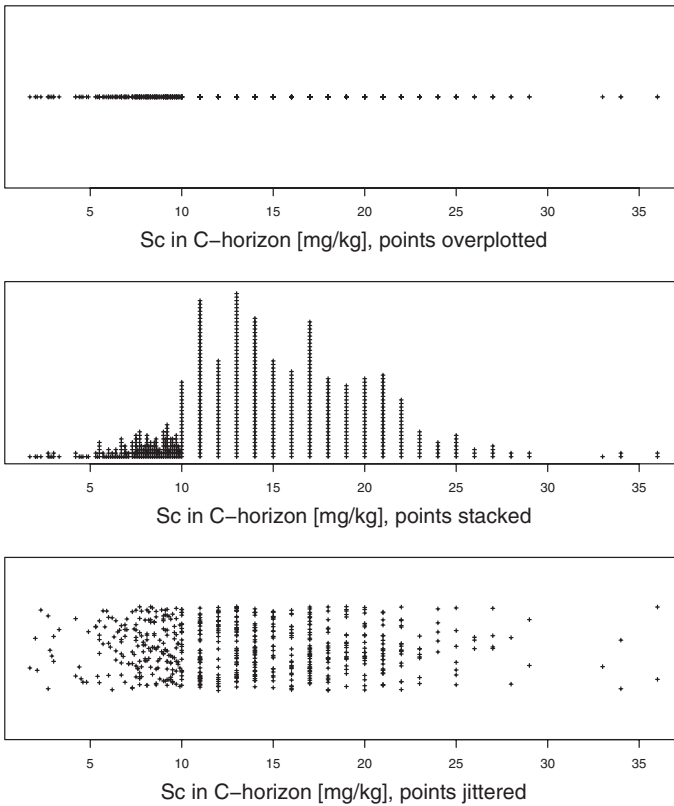 5 10 15 20 25 30 35
Sc in C−horizon [mg/kg], points overplotted
5 10 15 20 25 30 35
Sc in C−horizon [mg/kg], points stacked
5 10 15 20 25 30 35
Sc in C−horizon [mg/kg], points jittered